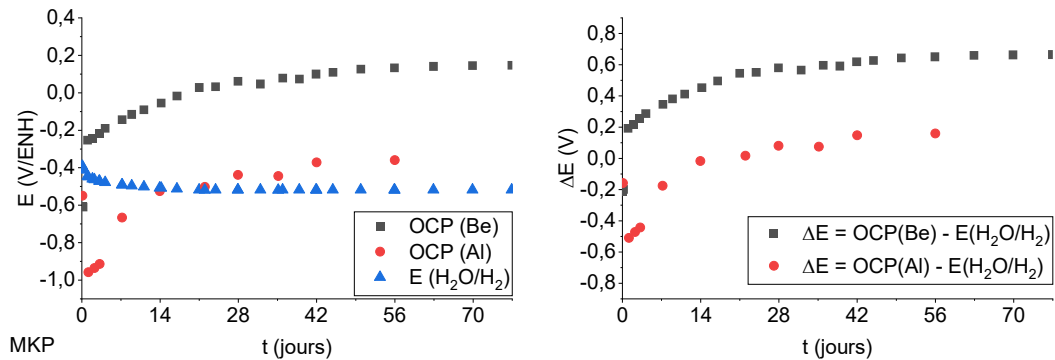 0,4
0,2
0,0
-0,2
-0,4
-0,6
-0,8
-1,0
E (V/ENH)
OCP (Be)
OCP (Al)
E (H₂O/H₂)
0 14 28 42 56 70
MKP
t (jours)
0,8
0,6
0,4
0,2
0,0
-0,2
-0,4
-0,6
-0,8
ΔE (V)
ΔE = OCP(Be) - E(H₂O/H₂)
ΔE = OCP(Al) - E(H₂O/H₂)
0 14 28 42 56 70
t (jours)